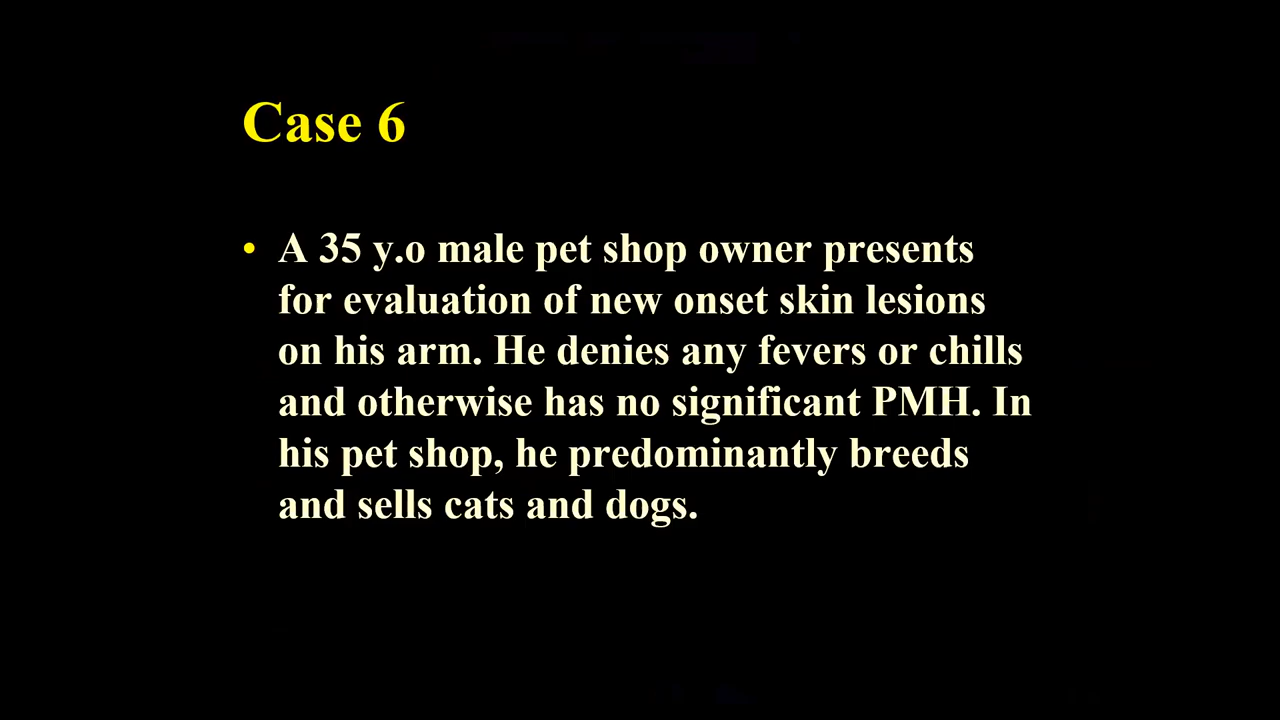 Case 6
• A 35 y.o male pet shop owner presents
for evaluation of new onset skin lesions
on his arm. He denies any fevers or chills
and otherwise has no significant PMH. In
his pet shop, he predominantly breeds
and sells cats and dogs.